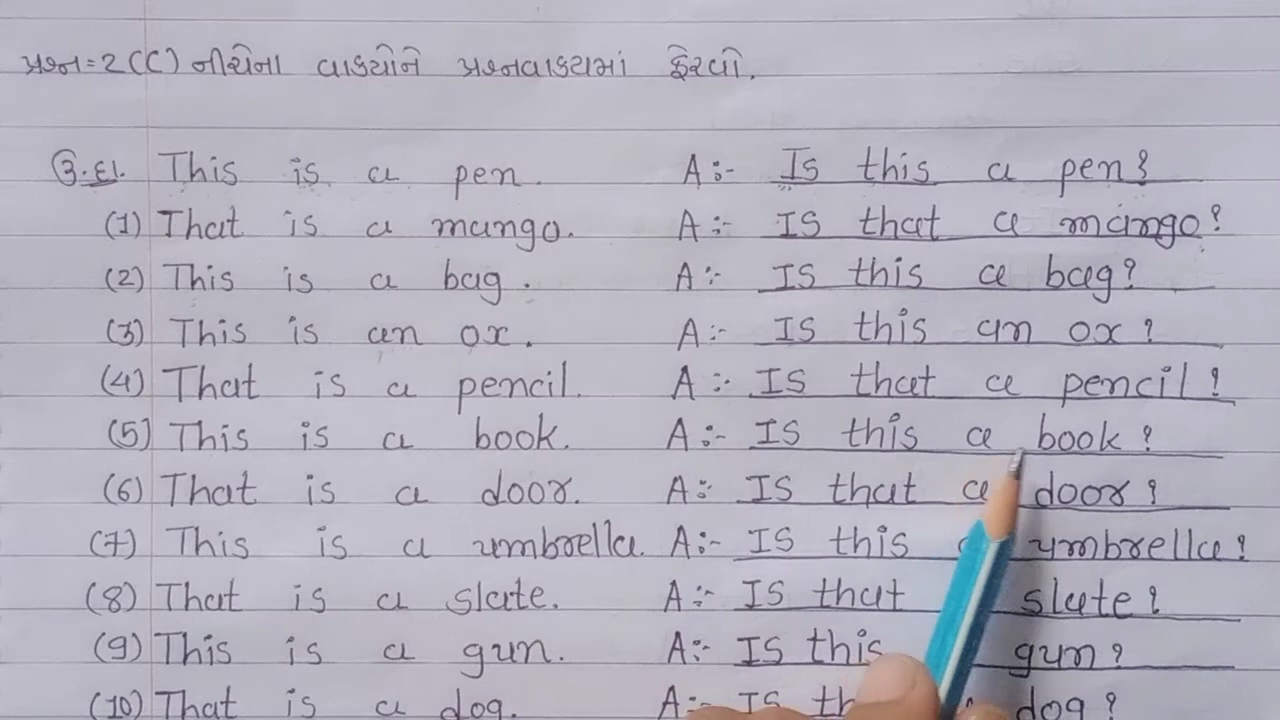 પ્રશ્ન=2(C) નીચેના વાકયોને પ્રશ્નવાકયમાં ફેરવો.
ઉ.દા. This is a pen. A:- Is this a pen?
(1) That is a mango. A:- IS that a mango?
(2) This is a bag. A:- IS this a bag?
(3) This is an ox. A:- IS this an ox?
(4) That is a pencil. A:- IS that a pencil?
(5) This is a book. A:- IS this a book?
(6) That is a door. A:- IS that a door?
(7) This is a umbrella. A:- IS this umbrella?
(8) That is a slate. A:- IS that slate?
(9) This is a gun. A:- IS this gun?
(10) That is a dog. A:- IS dog?